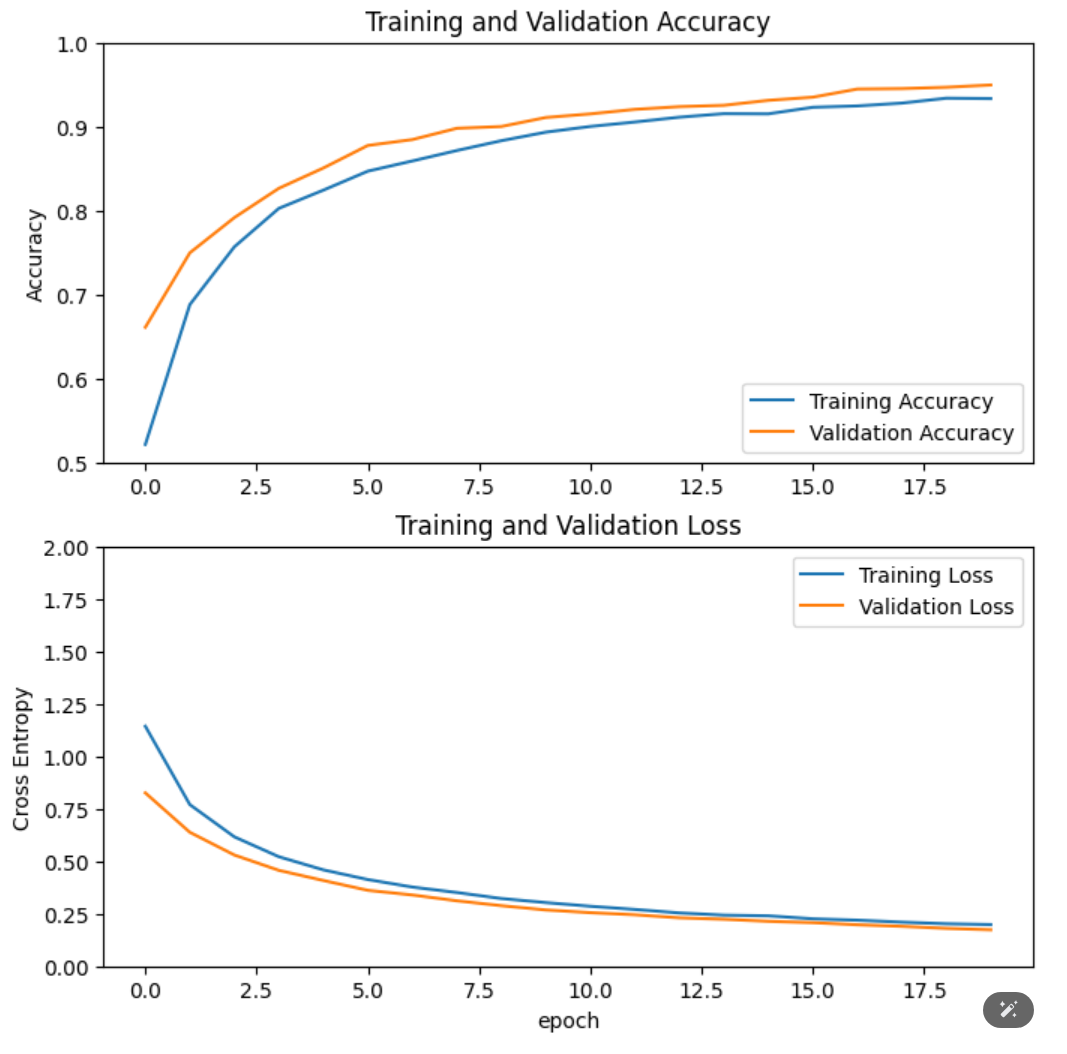 Training and Validation Accuracy
1.0
0.9
0.8
0.7
0.6
0.5
Accuracy
Training Accuracy
Validation Accuracy
0.0 2.5 5.0 7.5 10.0 12.5 15.0 17.5
Training and Validation Loss
2.00
1.75
1.50
1.25
1.00
0.75
0.50
0.25
0.00
Cross Entropy
Training Loss
Validation Loss
0.0 2.5 5.0 7.5 10.0 12.5 15.0 17.5
epoch